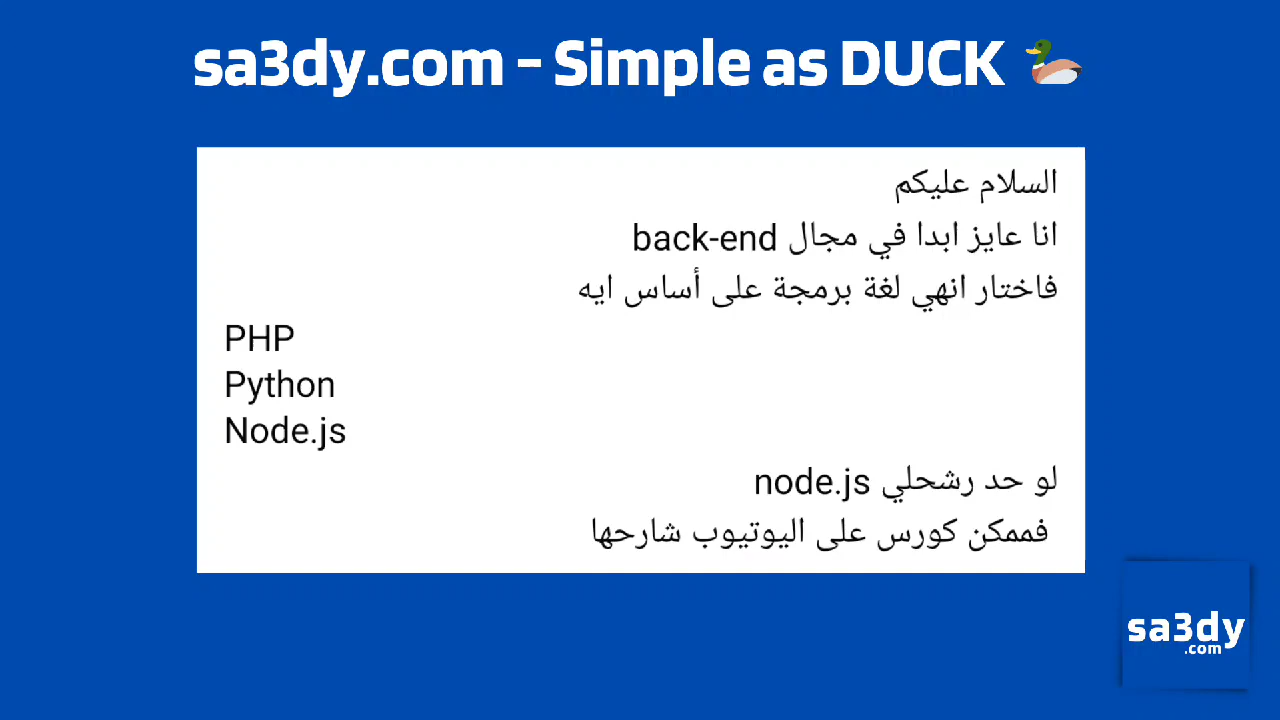 sa3dy.com - Simple as DUCK 🦆
السلام عليكم
انا عايز ابدا في مجال back-end
فاختار انهي لغة برمجة على أساس ايه
PHP
Python
Node.js
لو حد رشحلي node.js
فممكن كورس على اليوتيوب شارحها
sa3dy
.com